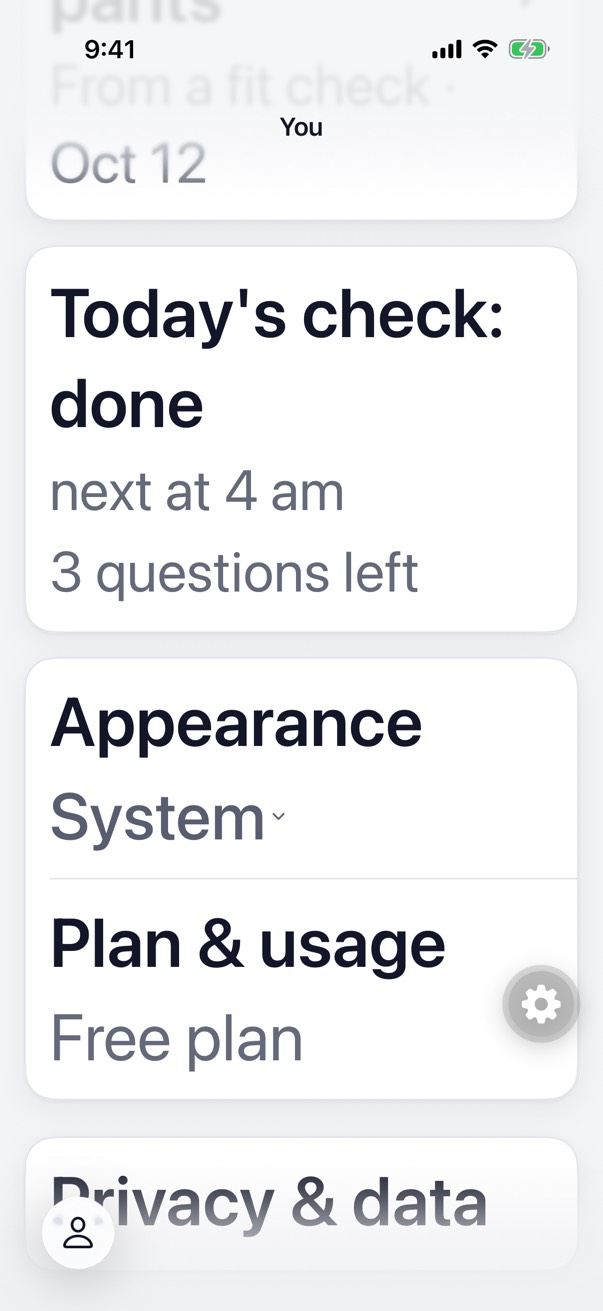 pants
9:41
From a fit check ·
You
Oct 12
Today's check:
done
next at 4 am
3 questions left
Appearance
System
Plan & usage
Free plan
Privacy & data